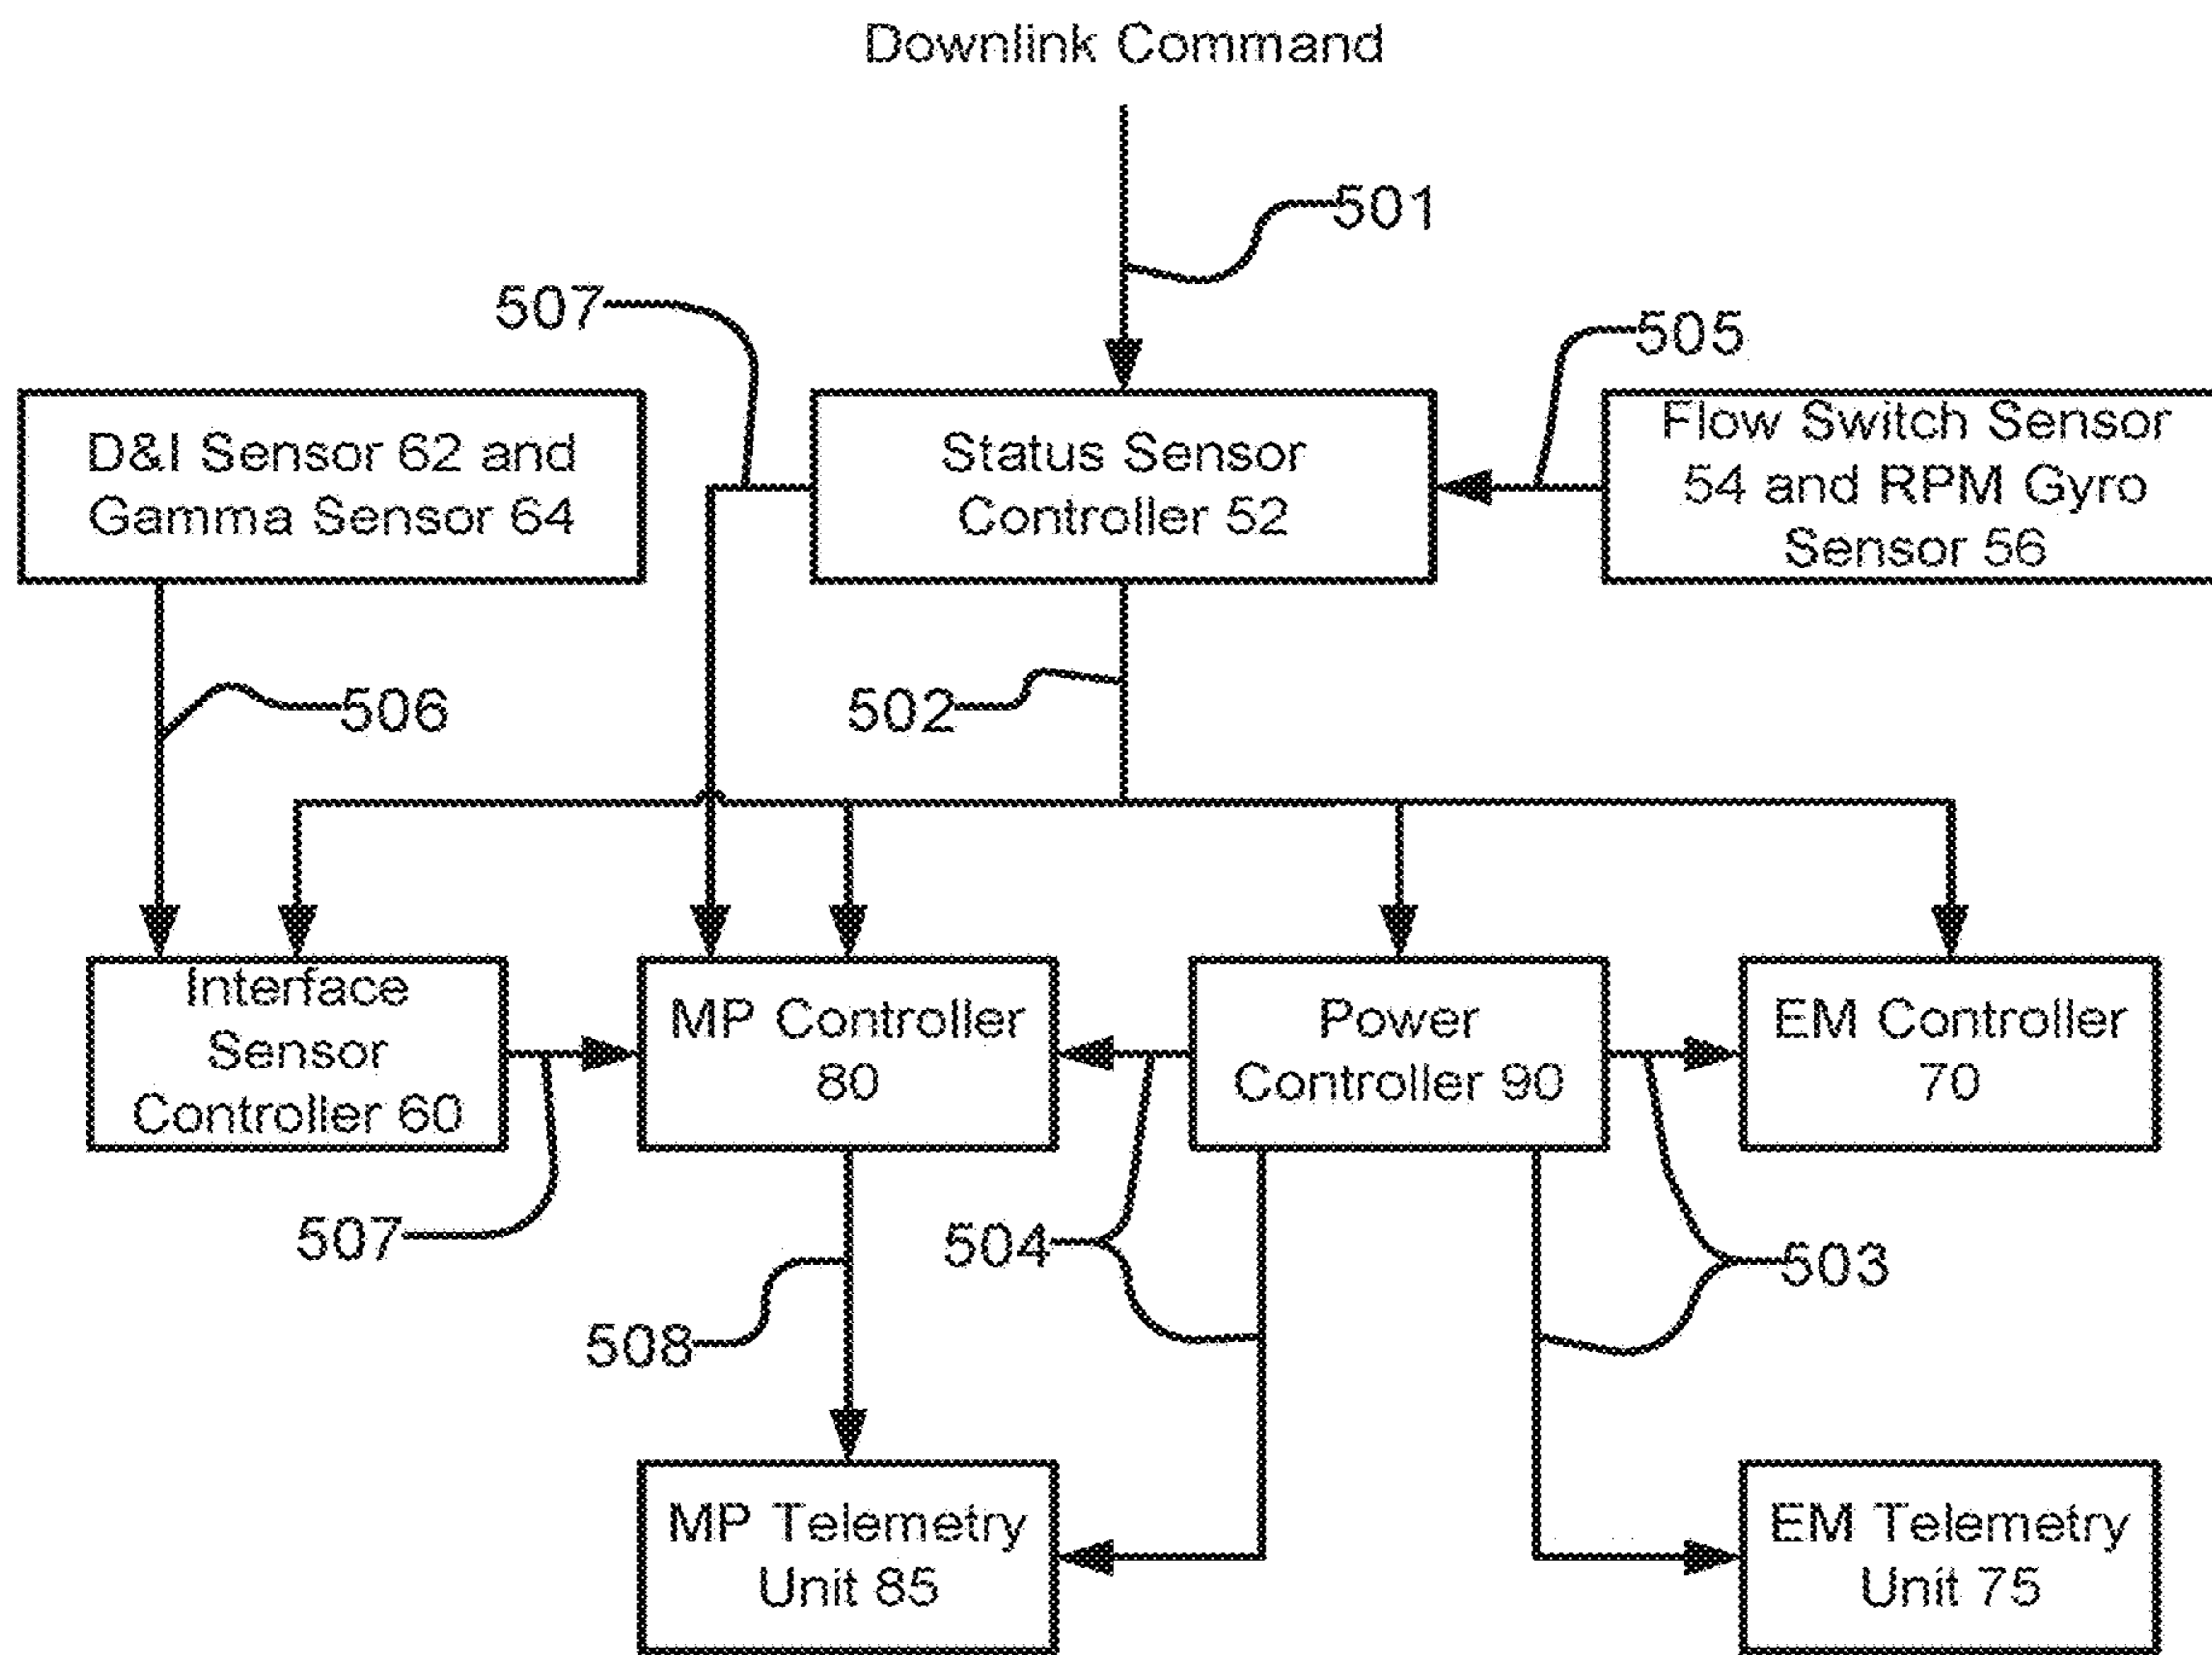 Downlink Command
501
507
505
D&I Sensor 62 and
Gamma Sensor 64
Status Sensor
Controller 52
Flow Switch Sensor
54 and RPM Gyro
Sensor 56
506
502
Interface
Sensor
Controller 60
MP Controller
80
Power
Controller 90
EM Controller
70
507
504
503
508
MP Telemetry
Unit 85
EM Telemetry
Unit 75